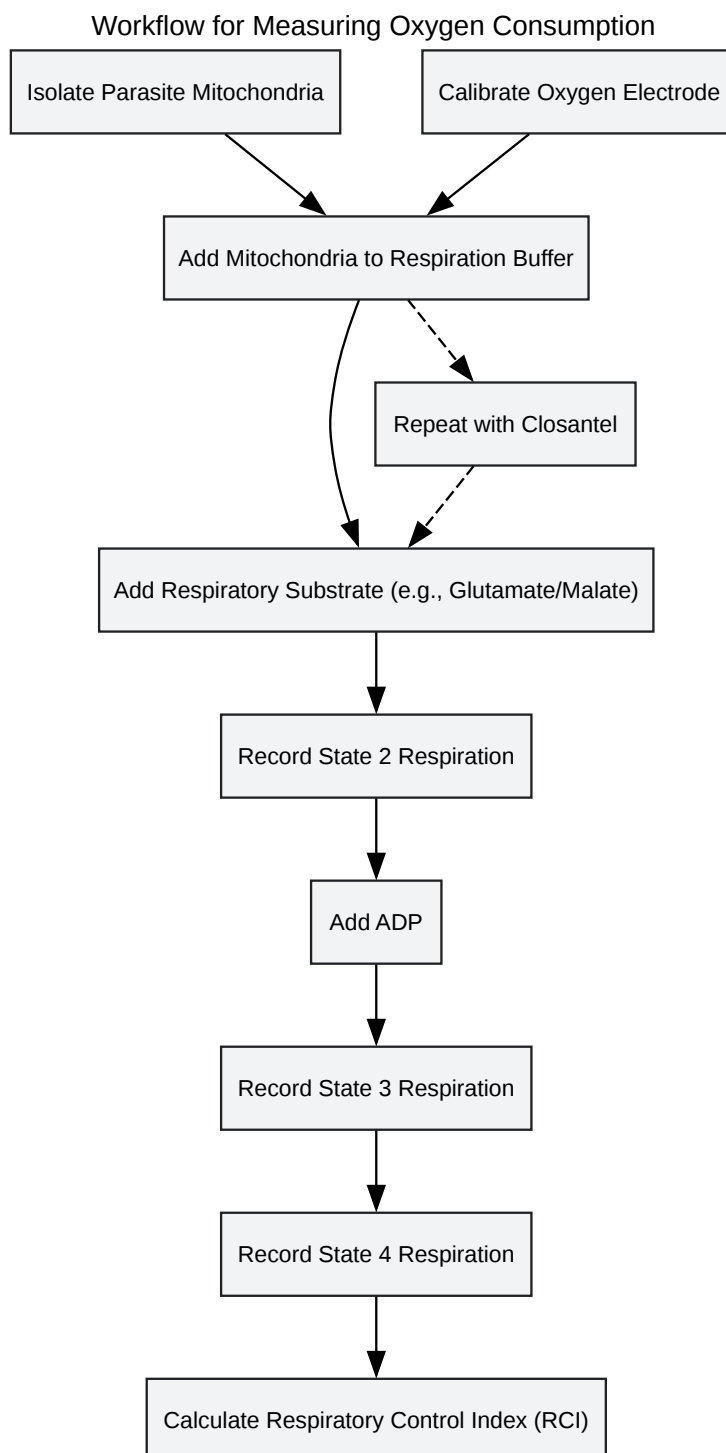 Workflow for Measuring Oxygen Consumption
Isolate Parasite Mitochondria
Calibrate Oxygen Electrode
Add Mitochondria to Respiration Buffer
Repeat with Closantel
Add Respiratory Substrate (e.g., Glutamate/Malate)
Record State 2 Respiration
Add ADP
Record State 3 Respiration
Record State 4 Respiration
Calculate Respiratory Control Index (RCI)